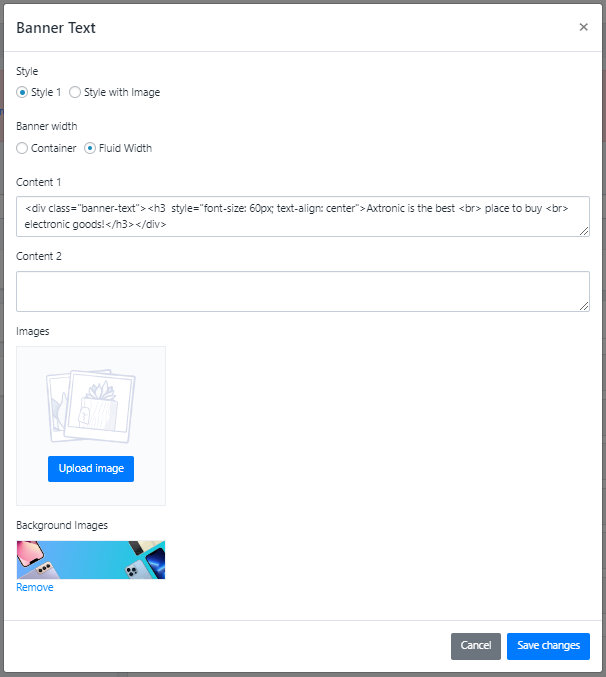 Banner Text
×
Style
Style 1 Style with Image
Banner width
Container Fluid Width
Content 1
<div class="banner-text"><h3  style="font-size: 60px; text-align: center">Axtronic is the best <br> place to buy <br>
electronic goods!</h3></div>
Content 2
Images
Upload image
Background Images
Remove
Cancel Save changes